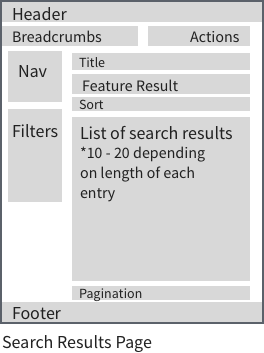 Header
Breadcrumbs
Actions
Nav
Title
Feature Result
Sort
Filters
List of search results
*10 - 20 depending
on length of each
entry
Pagination
Footer
Search Results Page